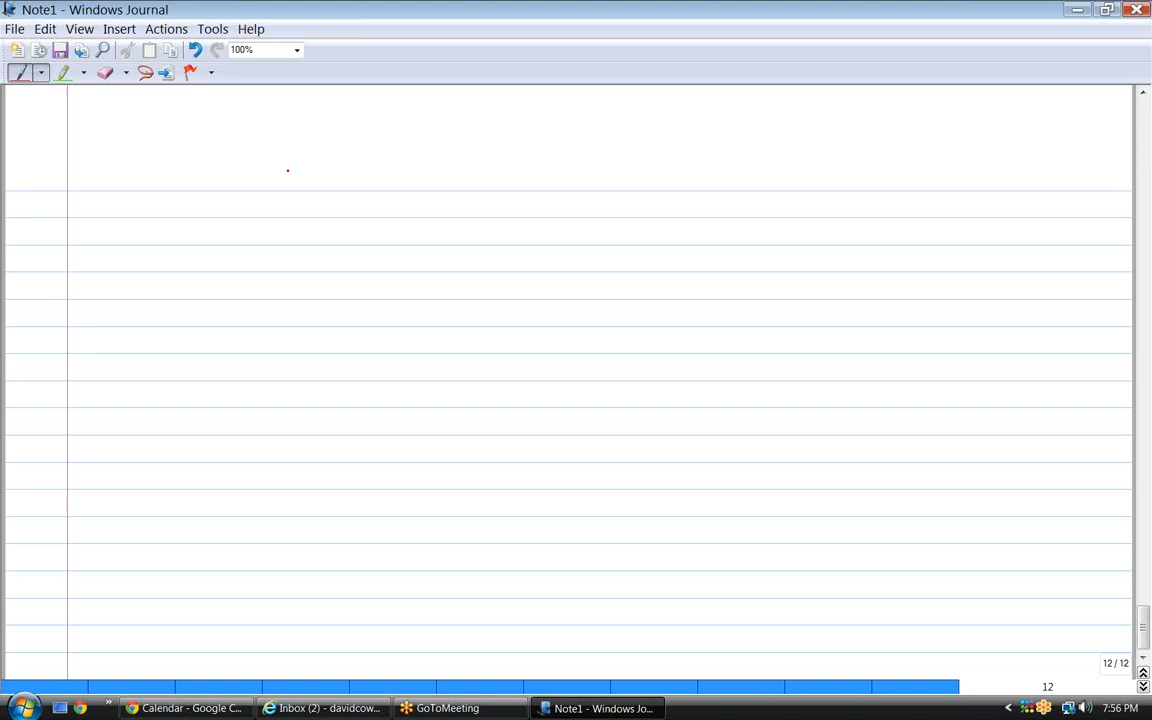 Note1 - Windows Journal
File Edit View Insert Actions Tools Help
100%
12 / 12
12
Calendar - Google C... Inbox (2) - davidcow... GoToMeeting Note1 - Windows Jo... 7:56 PM